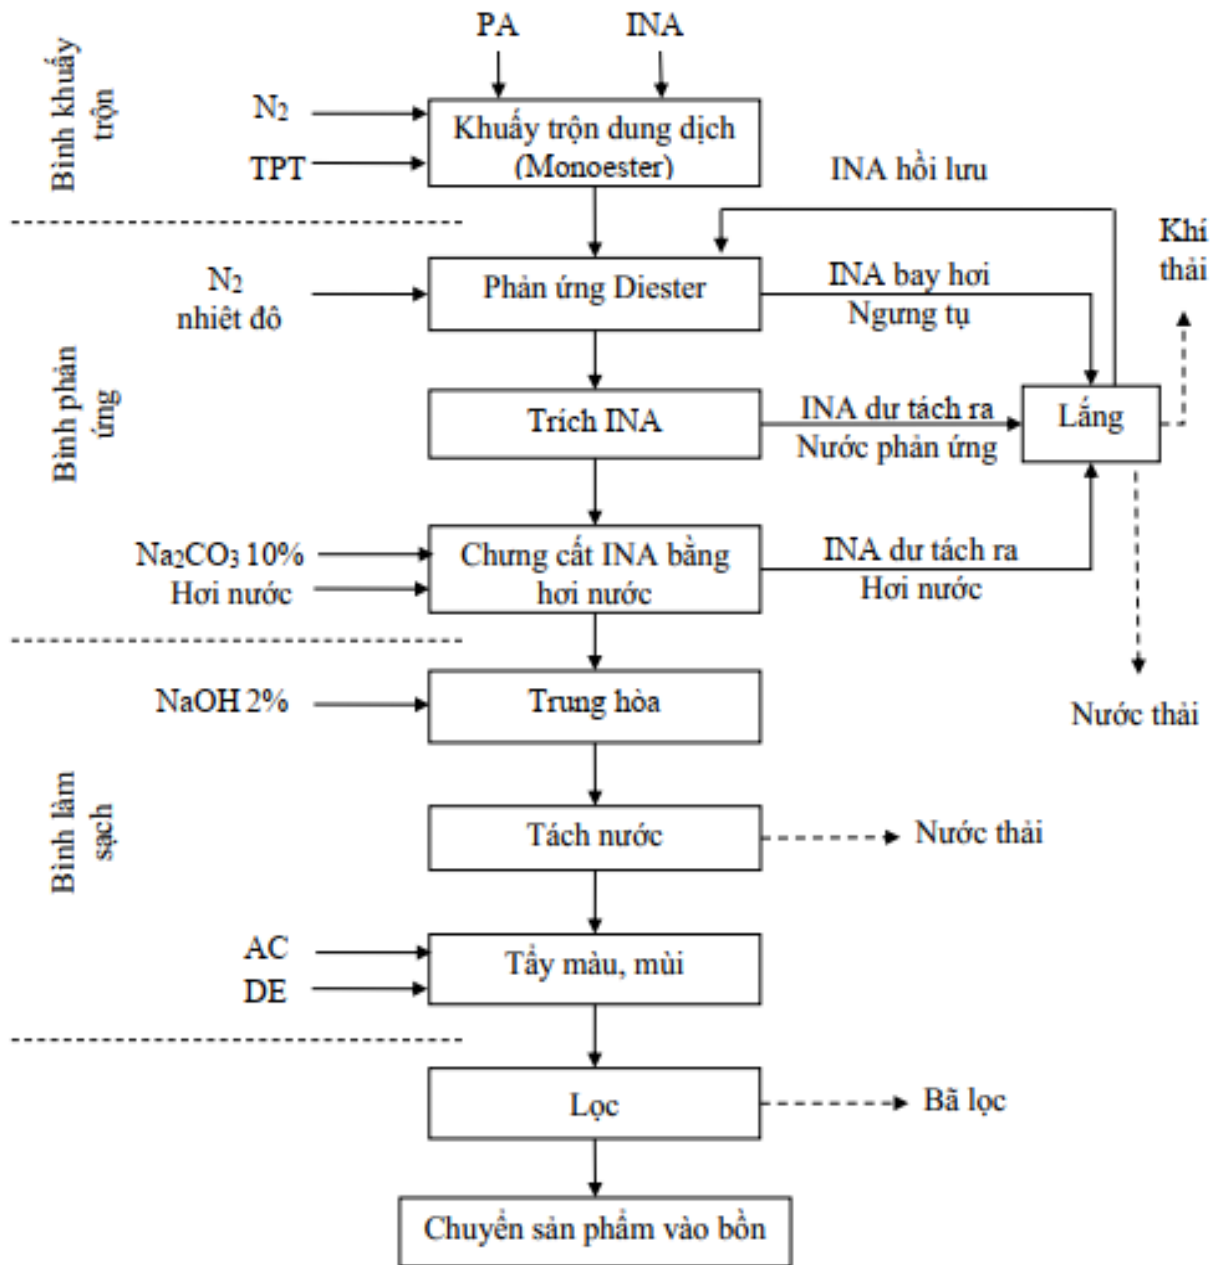 PA
INA
Bình khuấy
trộn
N2
TPT
Khuấy trộn dung dịch
(Monoester)
INA hồi lưu
Khí
thải
N2
nhiêt đô
Phản ứng Diester
INA bay hơi
Ngưng tụ
Bình phản
ứng
Trích INA
INA dư tách ra
Nước phản ứng
Lắng
Na2CO3 10%
Hơi nước
Chưng cất INA bằng
hơi nước
INA dư tách ra
Hơi nước
NaOH 2%
Trung hòa
Nước thải
Bình làm
sạch
Tách nước
Nước thải
AC
DE
Tẩy màu, mùi
Lọc
Bã lọc
Chuyển sản phẩm vào bồn